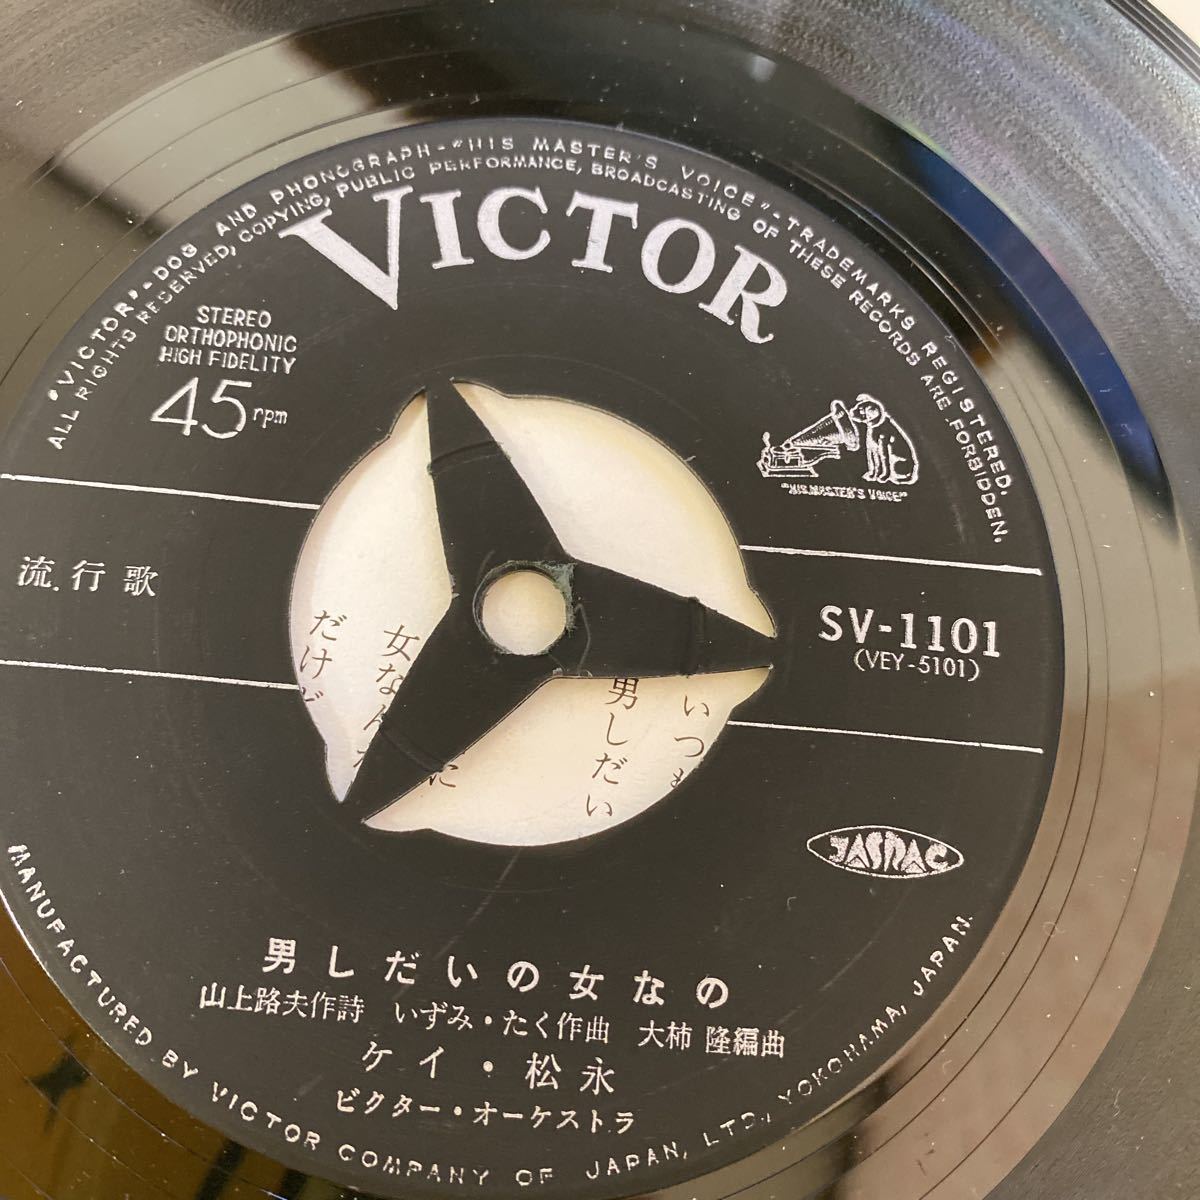 "VICTOR"-DOG AND PHONOGRAPH-"HIS MASTER'S VOICE"-TRADEMARKS REGISTERED.
ALL RIGHTS RESERVED, COPYING, PUBLIC PERFORMANCE, BROADCASTING OF THESE RECORDS ARE FORBIDDEN.
VICTOR
STEREO
ORTHOPHONIC
HIGH FIDELITY
45 rpm
"HIS MASTER'S VOICE"
流行歌
SV-1101
(VEY-5101)
いつも
男しだい
女なん
に
だけど
JASRAC
男しだいの女なの
山上路夫作詩 いずみ・たく作曲 大柿 隆編曲
ケイ・松永
ビクター・オーケストラ
MANUFACTURED BY VICTOR COMPANY OF JAPAN, LTD., YOKOHAMA, JAPAN.